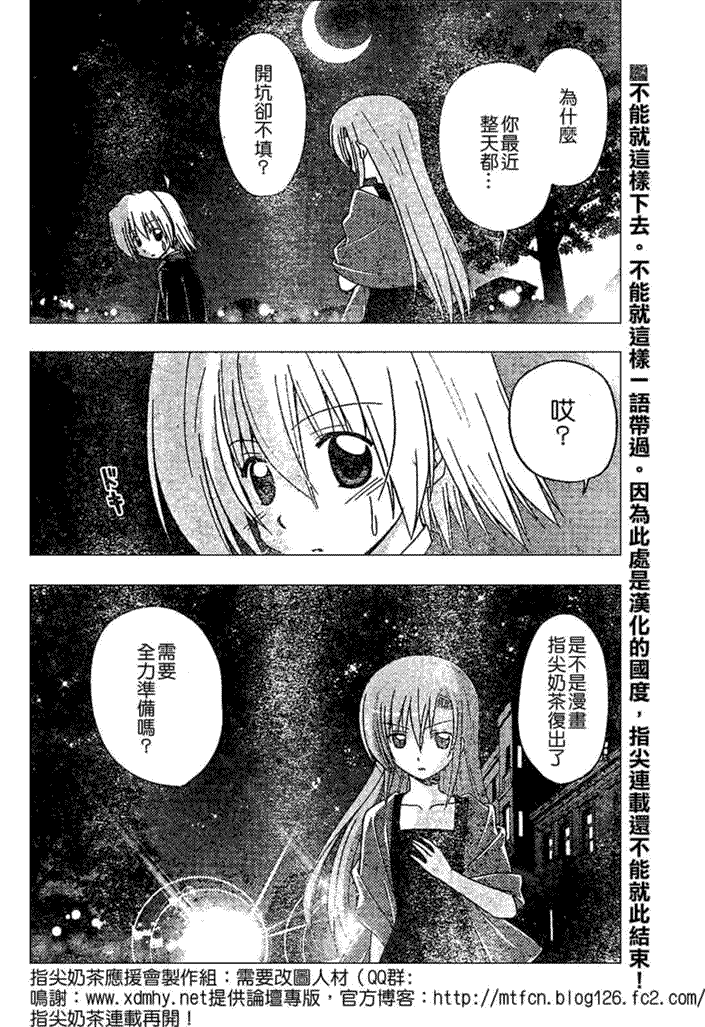 為什麼
你最近
整天都…
開坑卻不填？
哎？
ドキ
是不是漫畫
指尖奶茶復出了
需要
全力準備嗎？
不能就這樣下去。不能就這樣一語帶過。因為此處是漢化的國度，指尖連載還不能就此結束！
指尖奶茶應援會製作組：需要改圖人材（QQ群:
鳴謝：www.xdmhy.net提供論壇專版，官方博客：http://mtfcn.blog126.fc2.com/
指尖奶茶連載再開！